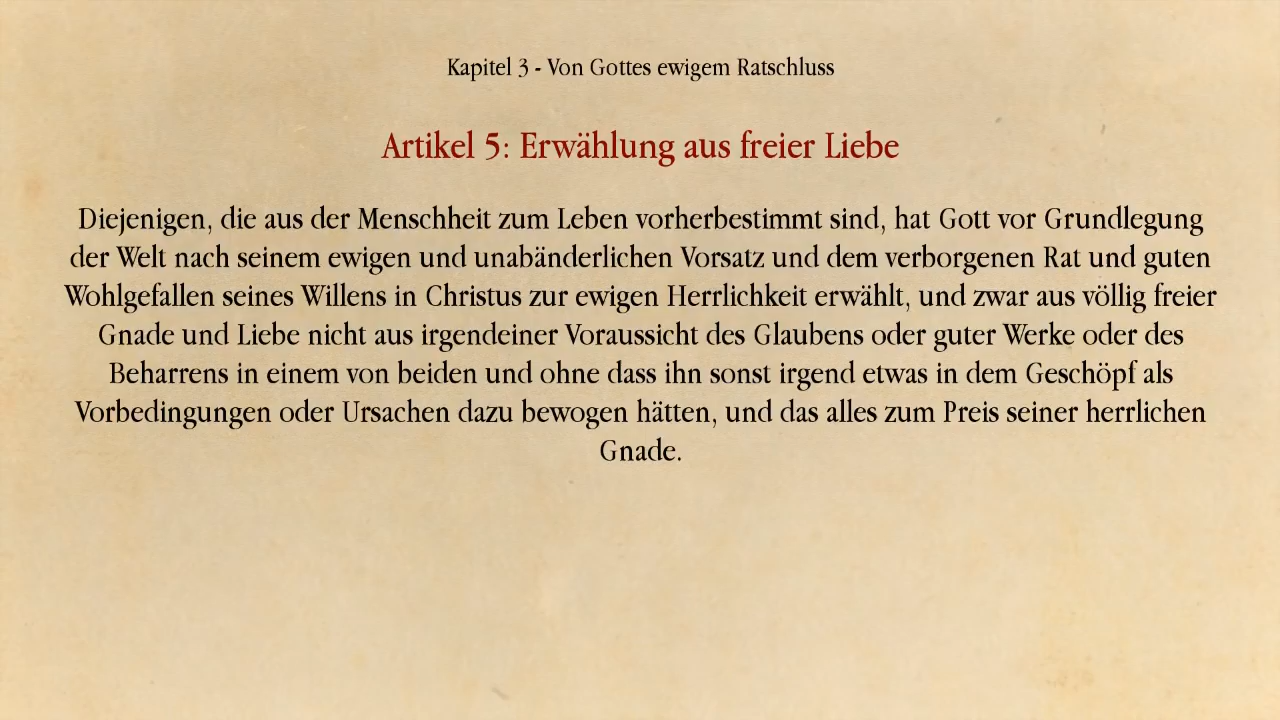 Kapitel 3 - Von Gottes ewigem Ratschluss
Artikel 5: Erwählung aus freier Liebe
Diejenigen, die aus der Menschheit zum Leben vorherbestimmt sind, hat Gott vor Grundlegung
der Welt nach seinem ewigen und unabänderlichen Vorsatz und dem verborgenen Rat und guten
Wohlgefallen seines Willens in Christus zur ewigen Herrlichkeit erwählt, und zwar aus völlig freier
Gnade und Liebe nicht aus irgendeiner Voraussicht des Glaubens oder guter Werke oder des
Beharrens in einem von beiden und ohne dass ihn sonst irgend etwas in dem Geschöpf als
Vorbedingungen oder Ursachen dazu bewogen hätten, und das alles zum Preis seiner herrlichen
Gnade.